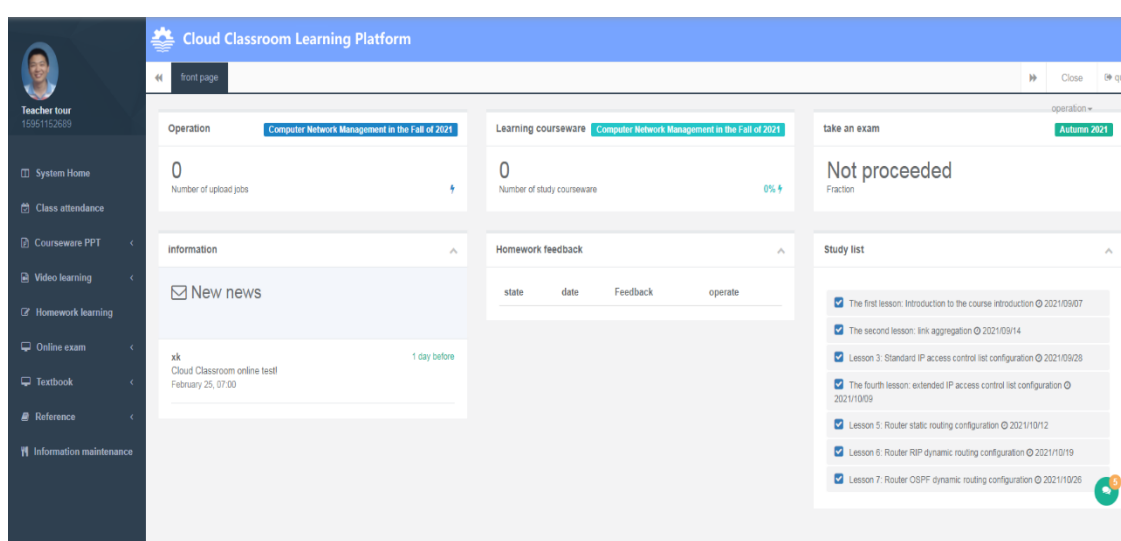 Cloud Classroom Learning Platform
front page
Close
qu
Teacher tour
15951152689
operation
System Home
Class attendance
Courseware PPT
Video learning
Homework learning
Online exam
Textbook
Reference
Information maintenance
Operation Computer Network Management in the Fall of 2021
0
Number of upload jobs
Learning courseware Computer Network Management in the Fall of 2021
0
Number of study courseware 0%
take an exam Autumn 2021
Not proceeded
Fraction
information
New news
xk 1 day before
Cloud Classroom online test!
February 25, 07:00
Homework feedback
state date Feedback operate
Study list
The first lesson: Introduction to the course introduction 2021/09/07
The second lesson: link aggregation 2021/09/14
Lesson 3: Standard IP access control list configuration 2021/09/28
The fourth lesson: extended IP access control list configuration
2021/10/09
Lesson 5: Router static routing configuration 2021/10/12
Lesson 6: Router RIP dynamic routing configuration 2021/10/19
Lesson 7: Router OSPF dynamic routing configuration 2021/10/26
5